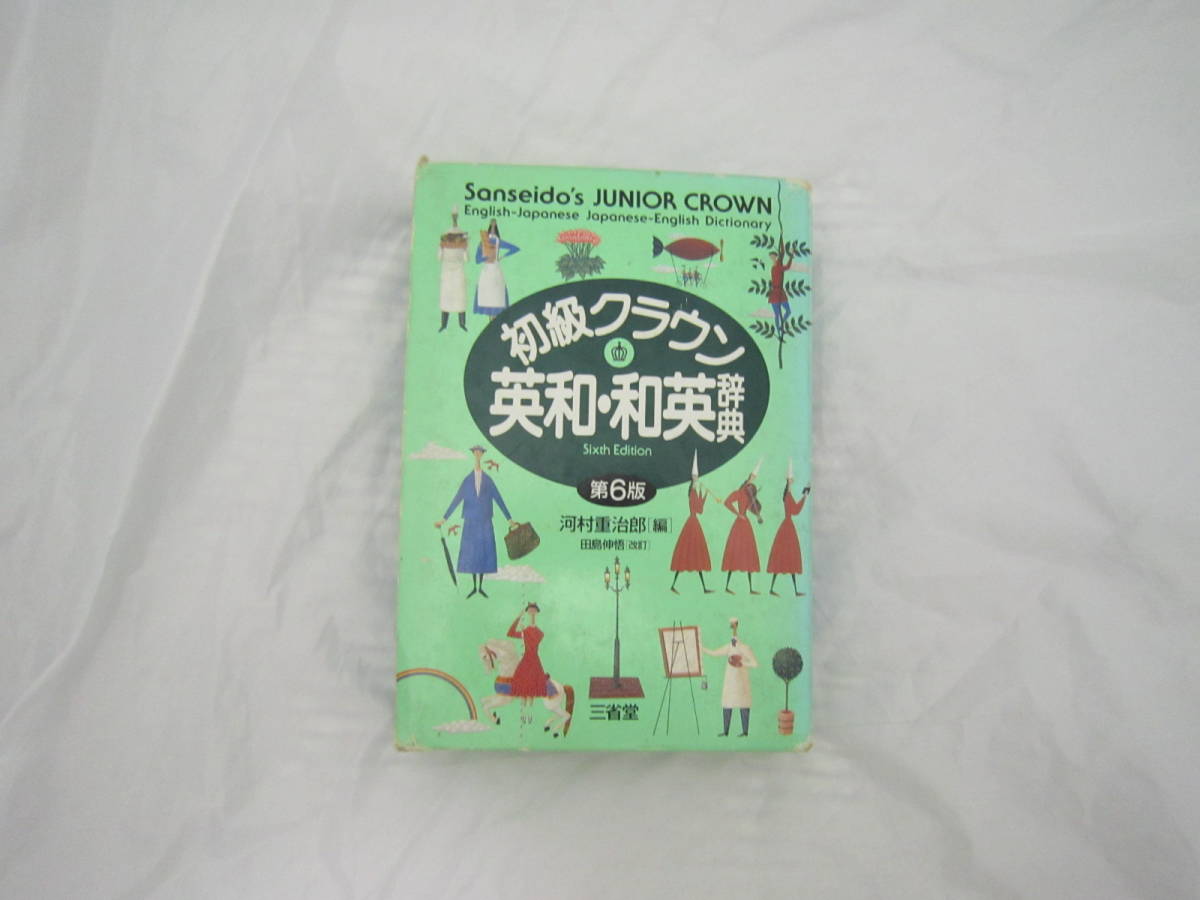 Sanseido's JUNIOR CROWN
English-Japanese Japanese-English Dictionary
初級クラウン
英和・和英辞典
Sixth Edition
第6版
河村重治郎[編]
田島伸悟[改訂]
三省堂